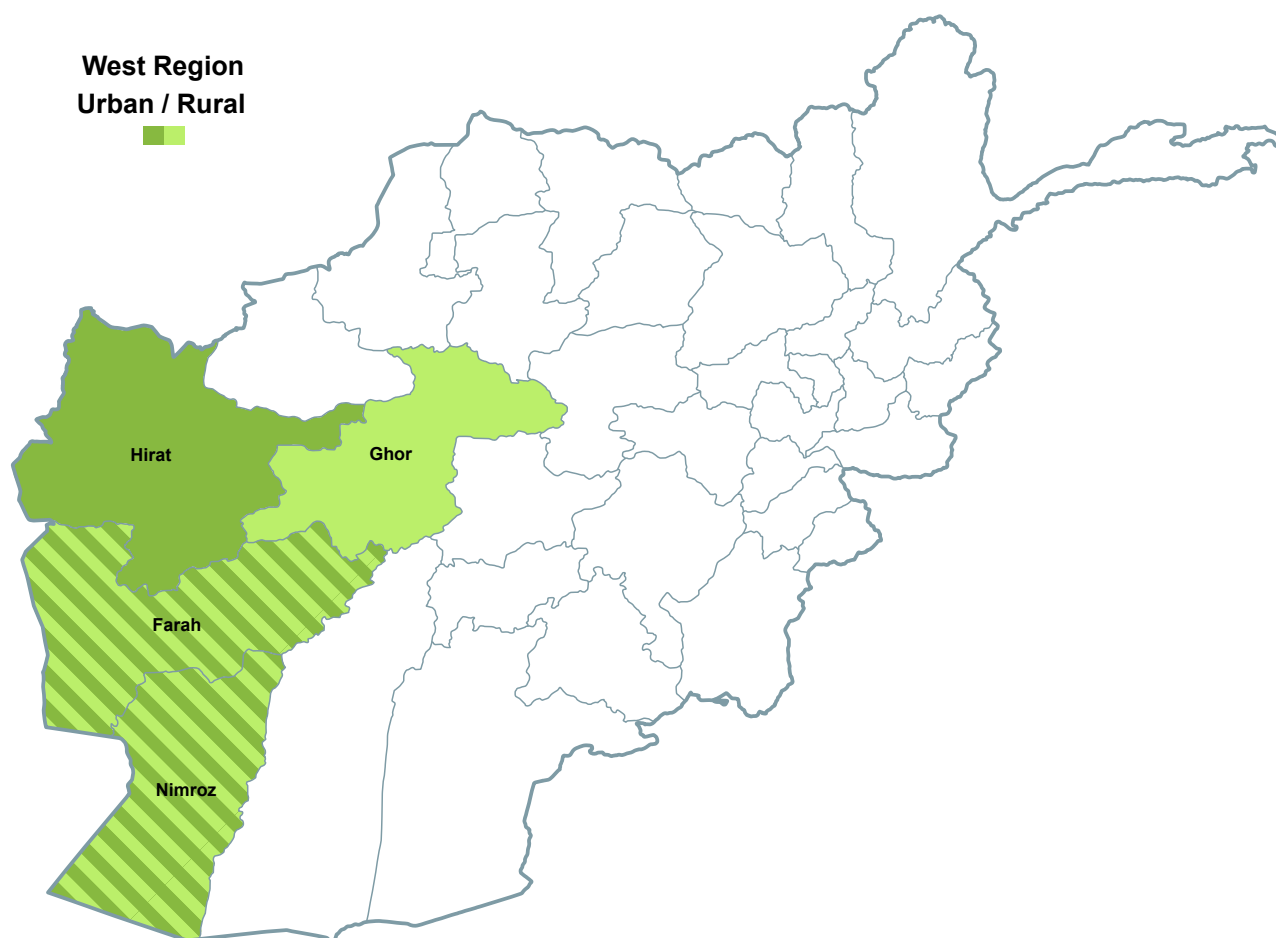 West Region
Urban / Rural
Hirat
Ghor
Farah
Nimroz